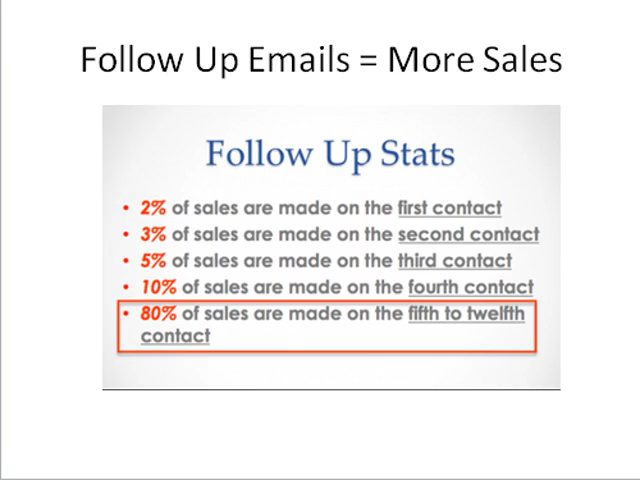 Follow Up Emails = More Sales
Follow Up Stats
• 2% of sales are made on the first contact
• 3% of sales are made on the second contact
• 5% of sales are made on the third contact
• 10% of sales are made on the fourth contact
• 80% of sales are made on the fifth to twelfth
contact